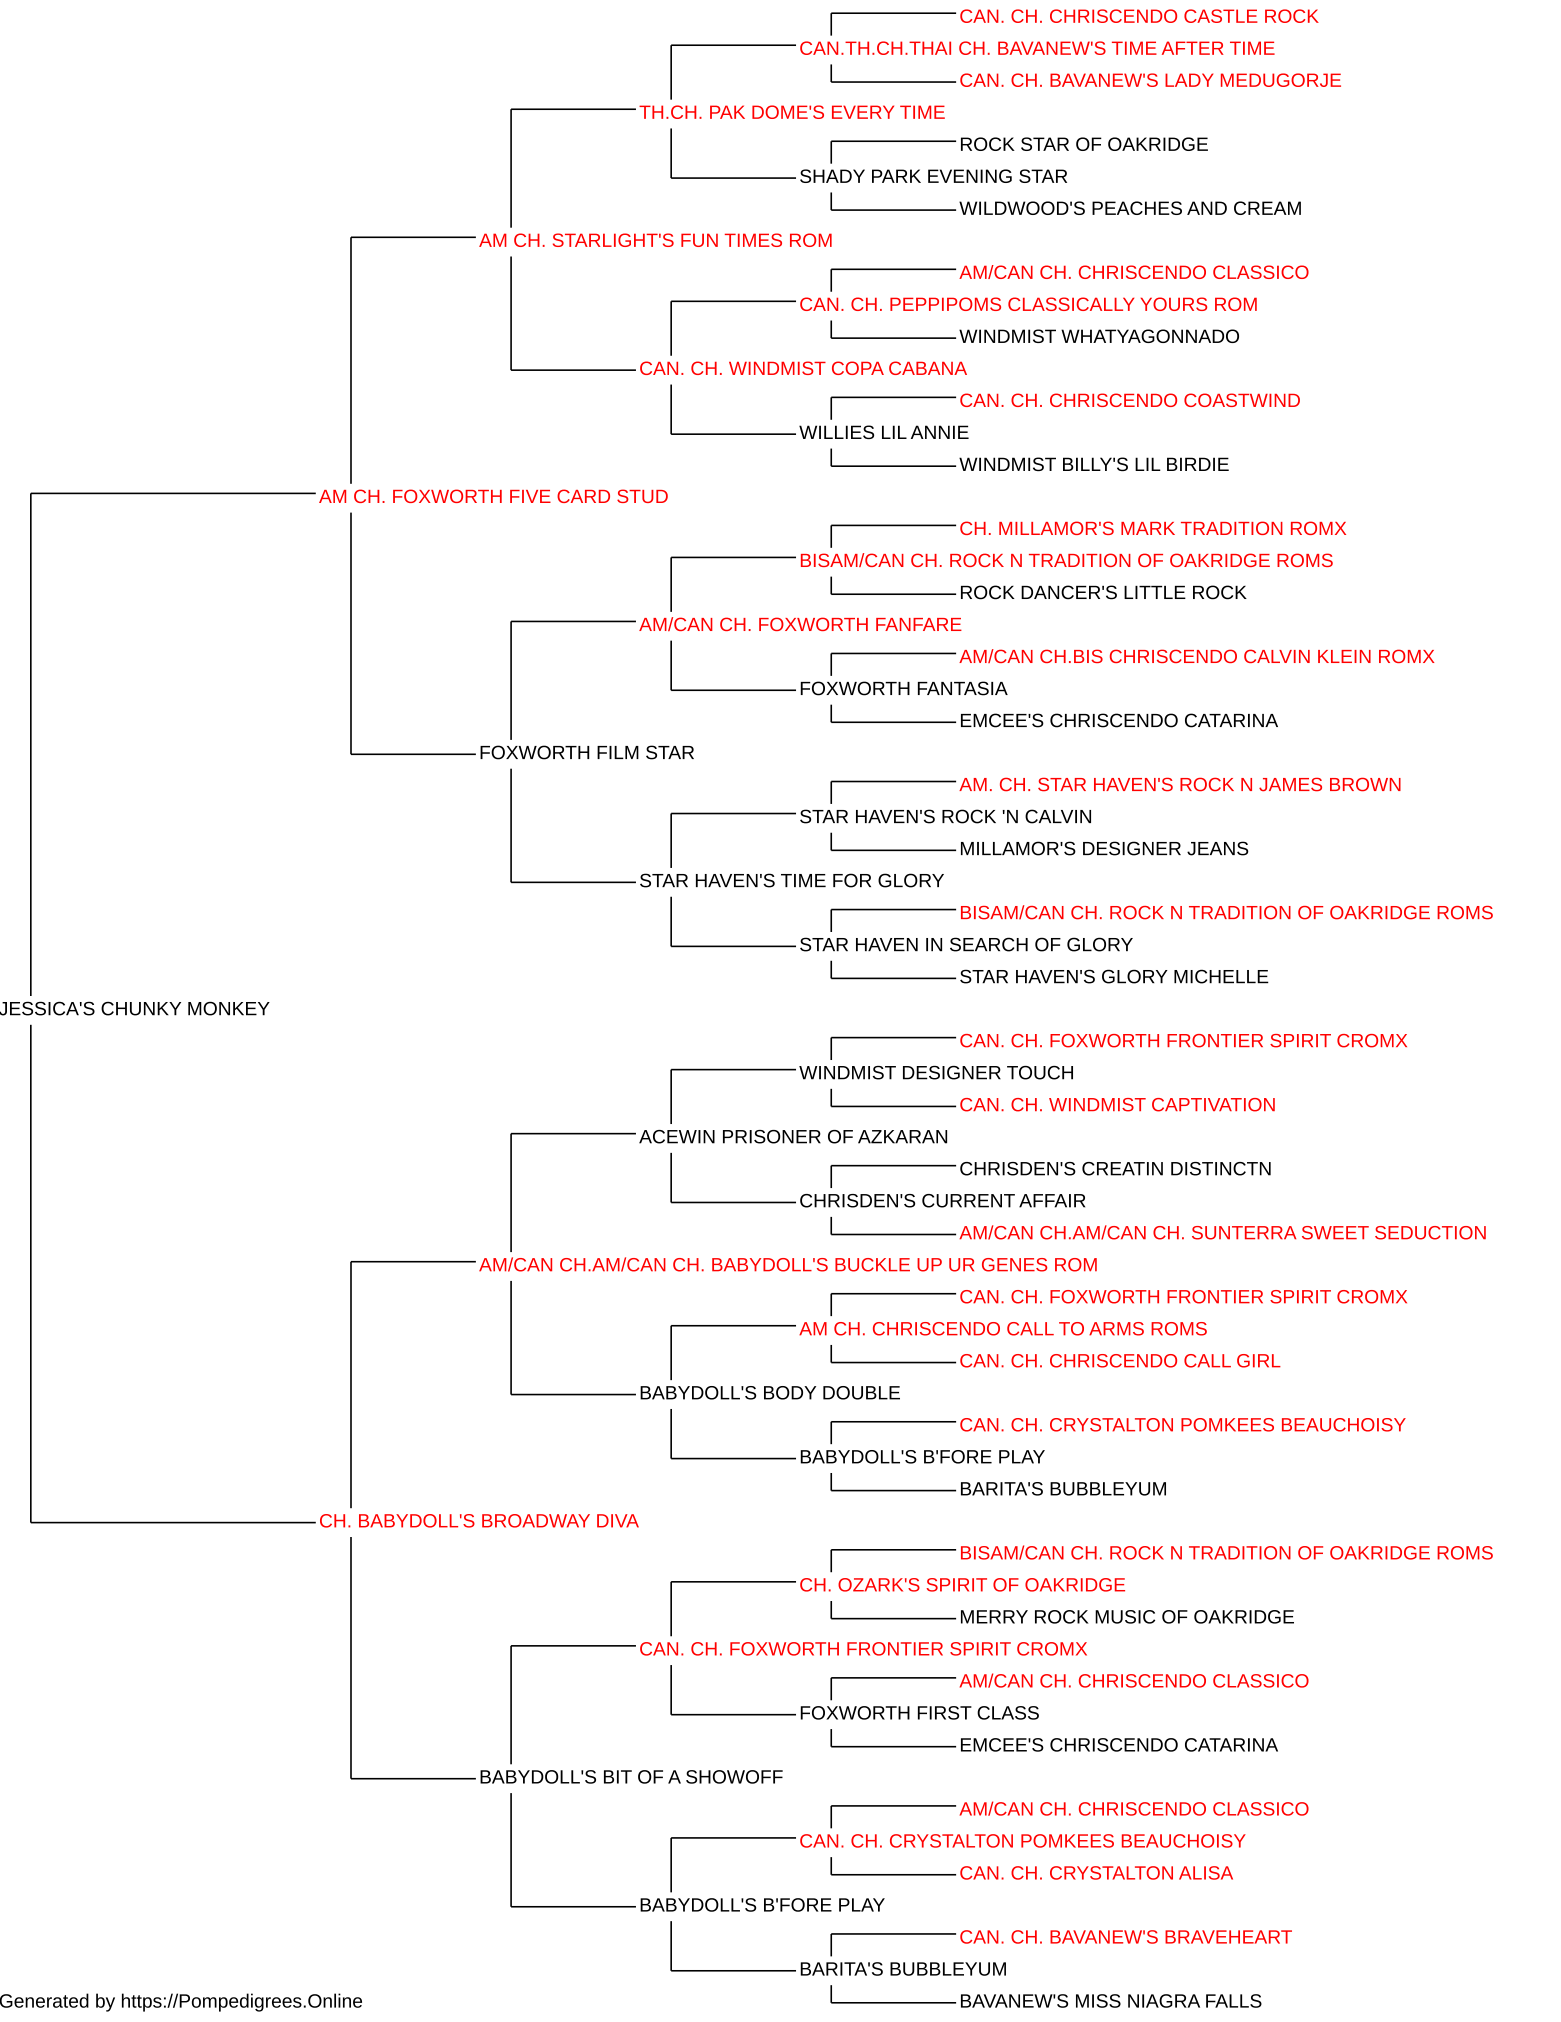 CAN. CH. CHRISCENDO CASTLE ROCK
CAN.TH.CH.THAI CH. BAVANEW'S TIME AFTER TIME
CAN. CH. BAVANEW'S LADY MEDUGORJE
TH.CH. PAK DOME'S EVERY TIME
ROCK STAR OF OAKRIDGE
SHADY PARK EVENING STAR
WILDWOOD'S PEACHES AND CREAM
AM CH. STARLIGHT'S FUN TIMES ROM
AM/CAN CH. CHRISCENDO CLASSICO
CAN. CH. PEPPIPOMS CLASSICALLY YOURS ROM
WINDMIST WHATYAGONNADO
CAN. CH. WINDMIST COPA CABANA
CAN. CH. CHRISCENDO COASTWIND
WILLIES LIL ANNIE
WINDMIST BILLY'S LIL BIRDIE
AM CH. FOXWORTH FIVE CARD STUD
CH. MILLAMOR'S MARK TRADITION ROMX
BISAM/CAN CH. ROCK N TRADITION OF OAKRIDGE ROMS
ROCK DANCER'S LITTLE ROCK
AM/CAN CH. FOXWORTH FANFARE
AM/CAN CH.BIS CHRISCENDO CALVIN KLEIN ROMX
FOXWORTH FANTASIA
EMCEE'S CHRISCENDO CATARINA
FOXWORTH FILM STAR
AM. CH. STAR HAVEN'S ROCK N JAMES BROWN
STAR HAVEN'S ROCK 'N CALVIN
MILLAMOR'S DESIGNER JEANS
STAR HAVEN'S TIME FOR GLORY
BISAM/CAN CH. ROCK N TRADITION OF OAKRIDGE ROMS
STAR HAVEN IN SEARCH OF GLORY
STAR HAVEN'S GLORY MICHELLE
JESSICA'S CHUNKY MONKEY
CAN. CH. FOXWORTH FRONTIER SPIRIT CROMX
WINDMIST DESIGNER TOUCH
CAN. CH. WINDMIST CAPTIVATION
ACEWIN PRISONER OF AZKARAN
CHRISDEN'S CREATIN DISTINCTN
CHRISDEN'S CURRENT AFFAIR
AM/CAN CH.AM/CAN CH. SUNTERRA SWEET SEDUCTION
AM/CAN CH.AM/CAN CH. BABYDOLL'S BUCKLE UP UR GENES ROM
CAN. CH. FOXWORTH FRONTIER SPIRIT CROMX
AM CH. CHRISCENDO CALL TO ARMS ROMS
CAN. CH. CHRISCENDO CALL GIRL
BABYDOLL'S BODY DOUBLE
CAN. CH. CRYSTALTON POMKEES BEAUCHOISY
BABYDOLL'S B'FORE PLAY
BARITA'S BUBBLEYUM
CH. BABYDOLL'S BROADWAY DIVA
BISAM/CAN CH. ROCK N TRADITION OF OAKRIDGE ROMS
CH. OZARK'S SPIRIT OF OAKRIDGE
MERRY ROCK MUSIC OF OAKRIDGE
CAN. CH. FOXWORTH FRONTIER SPIRIT CROMX
AM/CAN CH. CHRISCENDO CLASSICO
FOXWORTH FIRST CLASS
EMCEE'S CHRISCENDO CATARINA
BABYDOLL'S BIT OF A SHOWOFF
AM/CAN CH. CHRISCENDO CLASSICO
CAN. CH. CRYSTALTON POMKEES BEAUCHOISY
CAN. CH. CRYSTALTON ALISA
BABYDOLL'S B'FORE PLAY
CAN. CH. BAVANEW'S BRAVEHEART
BARITA'S BUBBLEYUM
BAVANEW'S MISS NIAGRA FALLS
Generated by https://Pompedigrees.Online